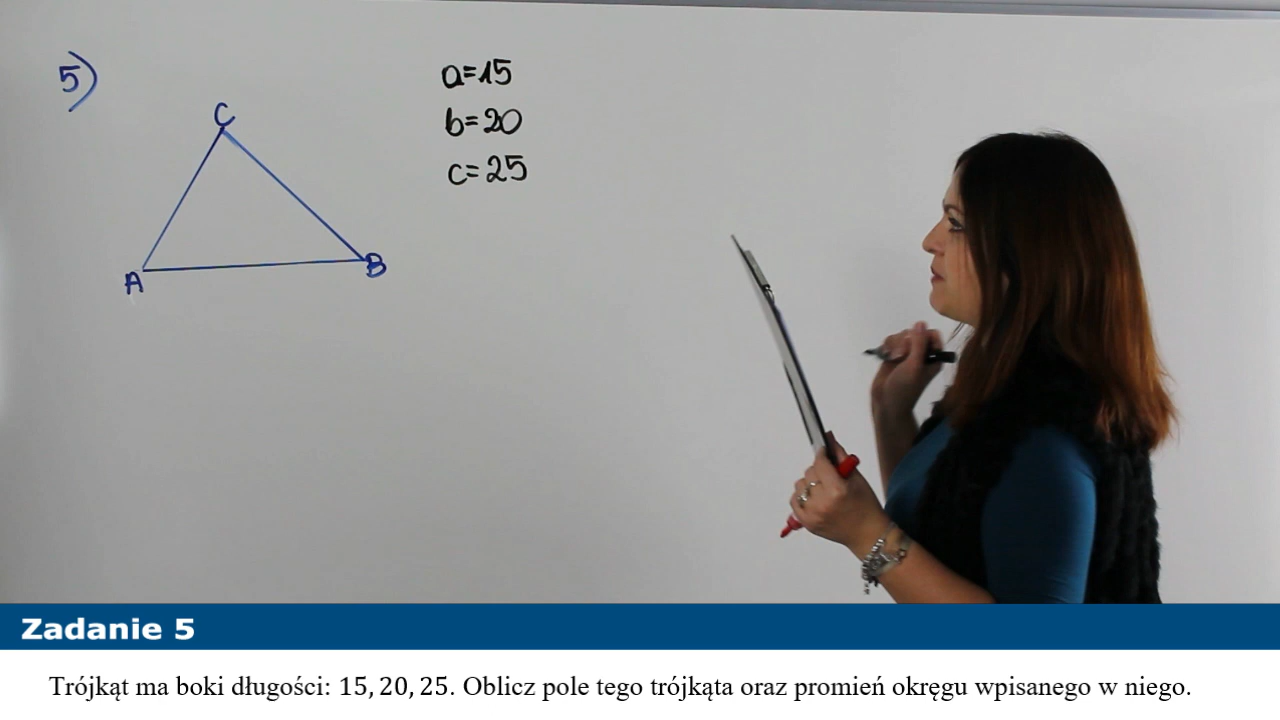 5)
C
A
B
a=15
b=20
c=25
Zadanie 5
Trójkąt ma boki długości: 15, 20, 25. Oblicz pole tego trójkąta oraz promień okręgu wpisanego w niego.